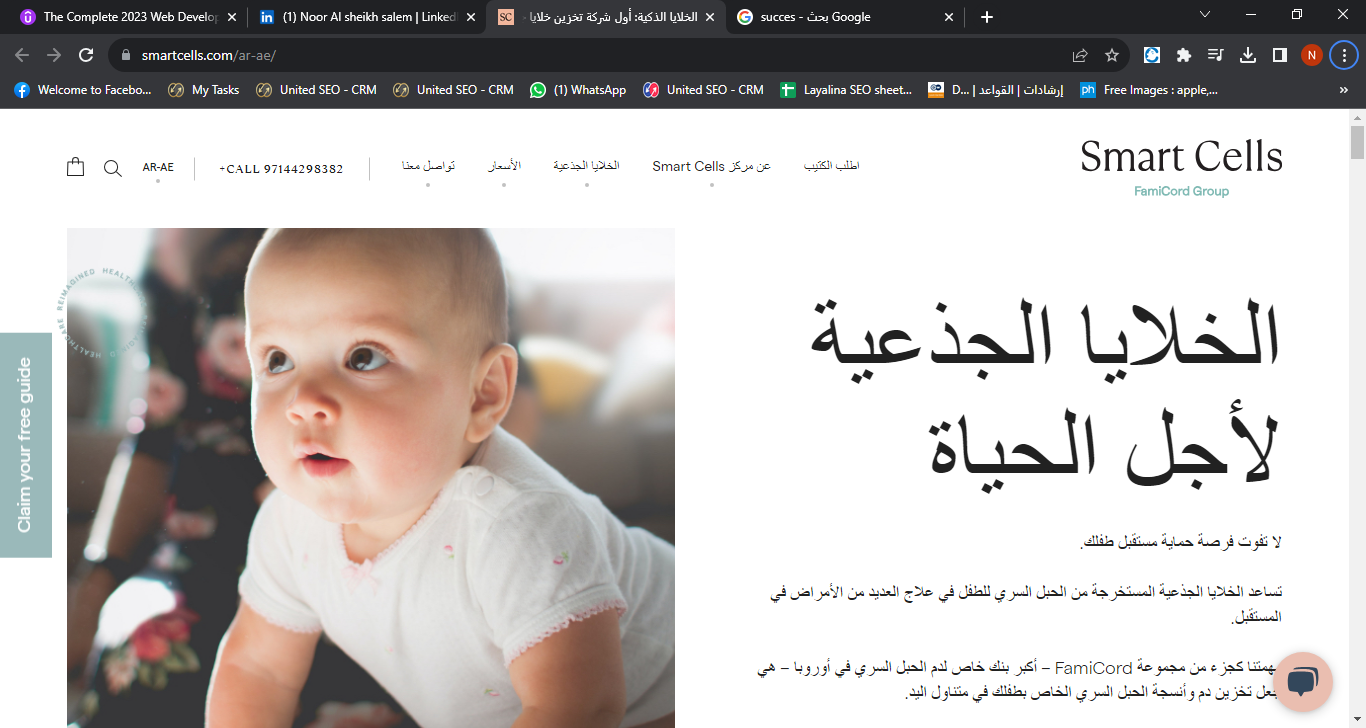 The Complete 2023 Web Develop
(1) Noor Al sheikh salem | LinkedI
الخلايا الذكية: أول شركة تخزين خلايا
succes - بحث Google
smartcells.com/ar-ae/
N
Welcome to Facebo...
My Tasks
United SEO - CRM
United SEO - CRM
(1) WhatsApp
United SEO - CRM
Layalina SEO sheet...
إرشادات | القواعد | D...
Free Images : apple,...
»
Smart Cells
FamiCord Group
اطلب الكتيب
عن مركز Smart Cells
الخلايا الجذعية
الأسعار
تواصل معنا
+CALL 97144298382
AR-AE
REIMAGINED HEALTHCARE
Claim your free guide
الخلايا الجذعية
لأجل الحياة
لا تفوت فرصة حماية مستقبل طفلك.
تساعد الخلايا الجذعية المستخرجة من الحبل السري للطفل في علاج العديد من الأمراض في
المستقبل.
مهمتنا كجزء من مجموعة FamiCord – أكبر بنك خاص لدم الحبل السري في أوروبا – هي
جعل تخزين دم وأنسجة الحبل السري الخاص بطفلك في متناول اليد.